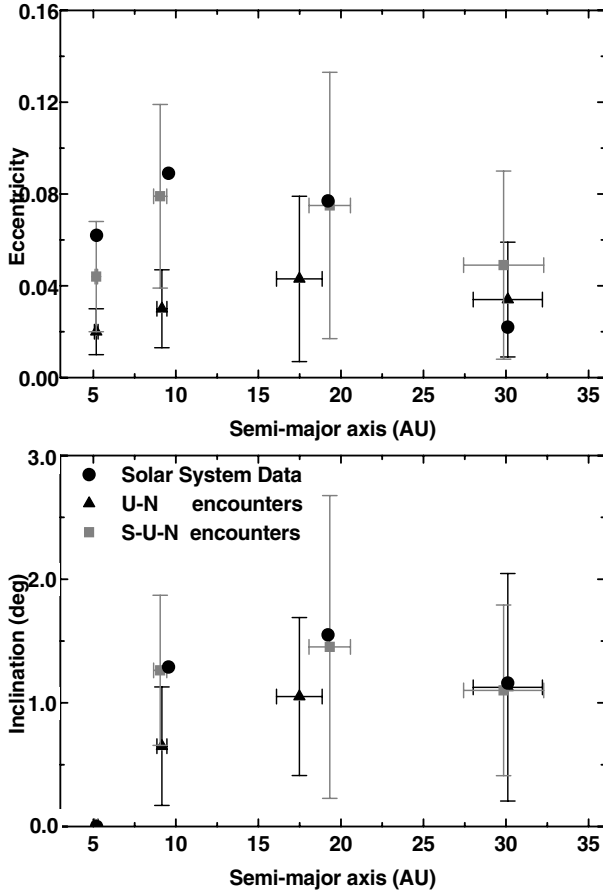 0.16
0.12
0.08
0.04
0.00
Eccentricity
5 10 15 20 25 30 35
Semi-major axis (AU)
3.0
2.0
1.0
0.0
Inclination (deg)
Solar System Data
U-N encounters
S-U-N encounters
5 10 15 20 25 30 35
Semi-major axis (AU)